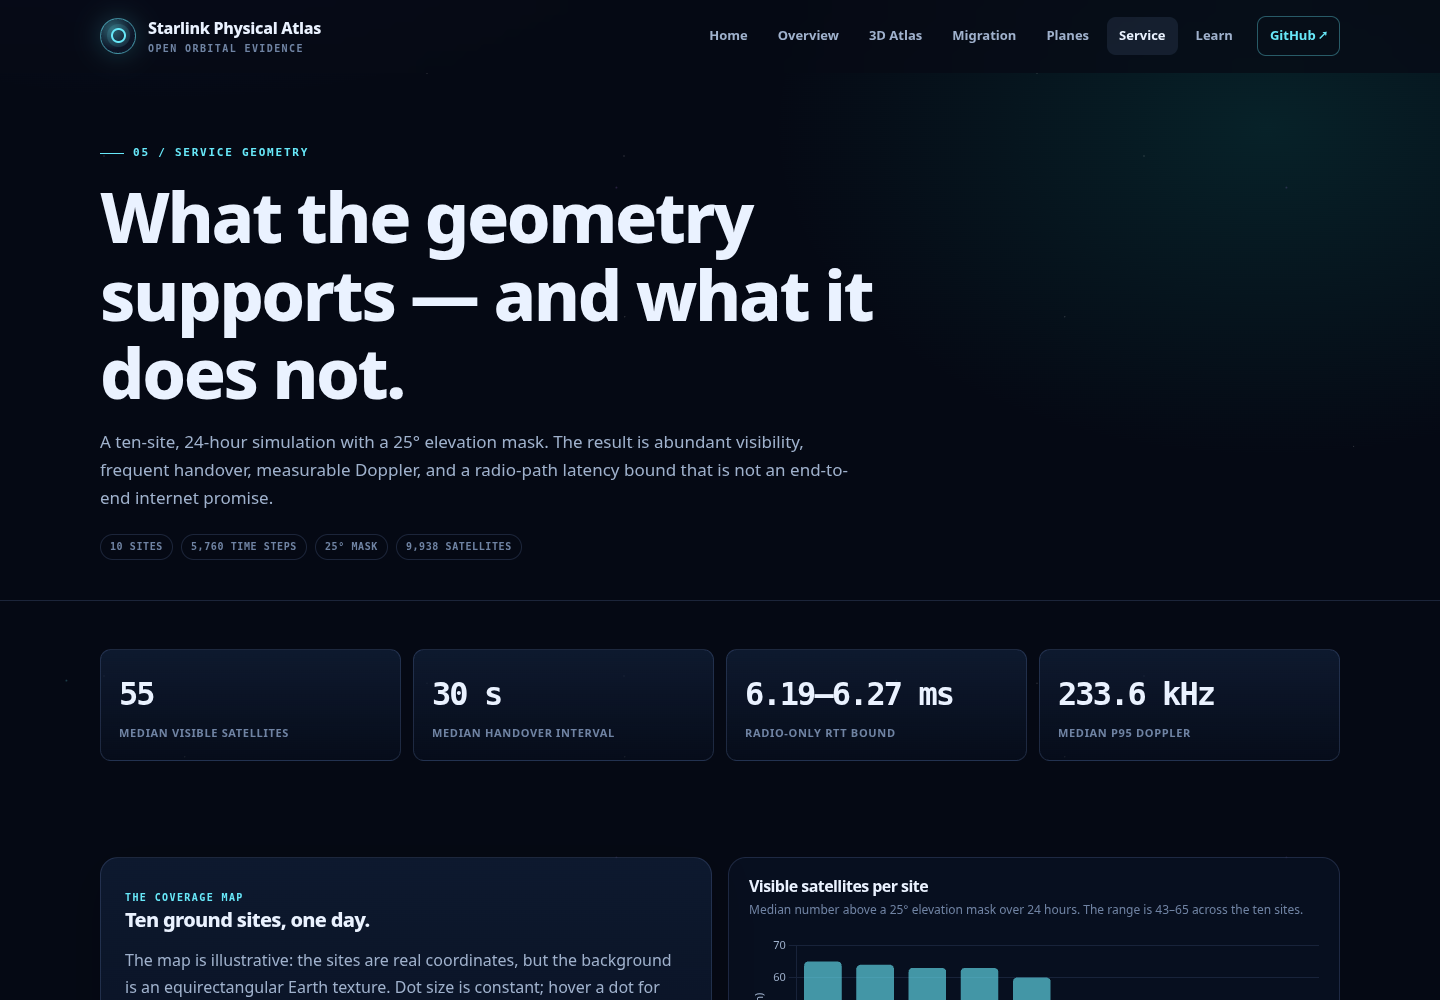 Starlink Physical Atlas
OPEN ORBITAL EVIDENCE
Home
Overview
3D Atlas
Migration
Planes
Service
Learn
GitHub ↗
05 / SERVICE GEOMETRY
What the geometry
supports — and what it
does not.
A ten-site, 24-hour simulation with a 25° elevation mask. The result is abundant visibility,
frequent handover, measurable Doppler, and a radio-path latency bound that is not an end-to-
end internet promise.
10 SITES
5,760 TIME STEPS
25° MASK
9,938 SATELLITES
55
MEDIAN VISIBLE SATELLITES
30 s
MEDIAN HANDOVER INTERVAL
6.19–6.27 ms
RADIO-ONLY RTT BOUND
233.6 kHz
MEDIAN P95 DOPPLER
THE COVERAGE MAP
Ten ground sites, one day.
The map is illustrative: the sites are real coordinates, but the background
is an equirectangular Earth texture. Dot size is constant; hover a dot for
Visible satellites per site
Median number above a 25° elevation mask over 24 hours. The range is 43–65 across the ten sites.
70
60